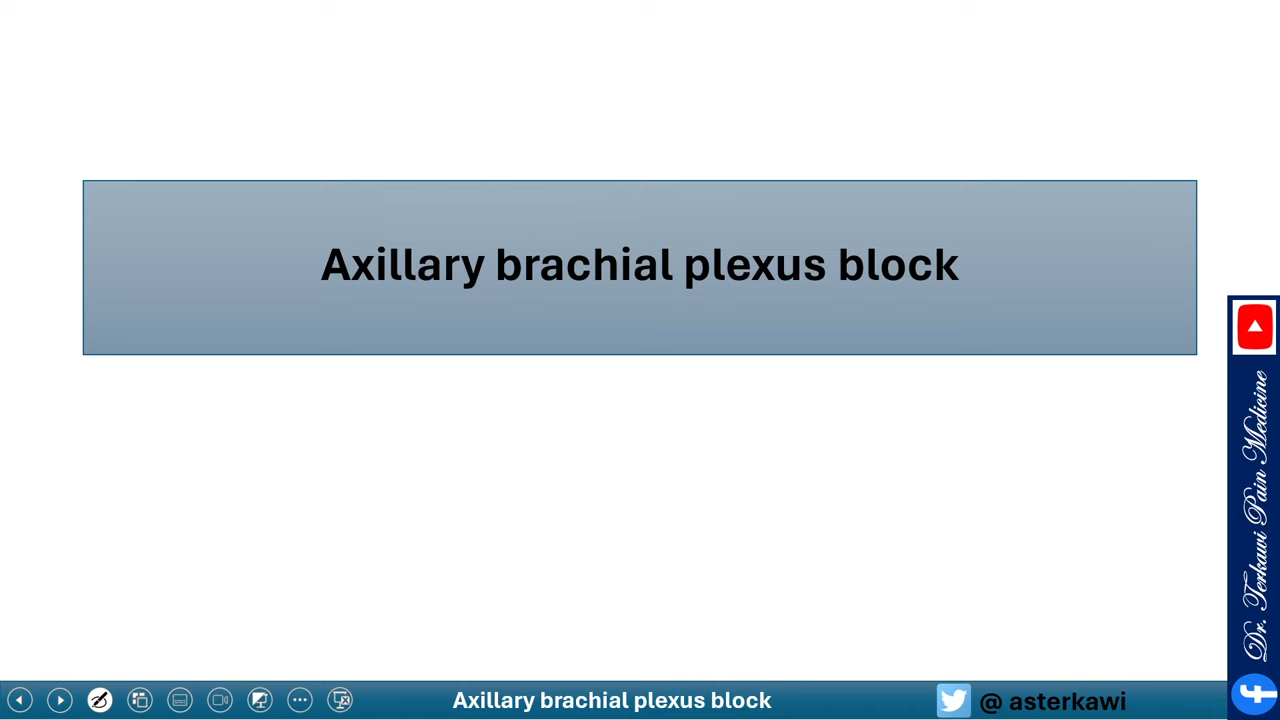 Axillary brachial plexus block
Dr. Terkawi Pain Medicine
Axillary brachial plexus block
@ asterkawi